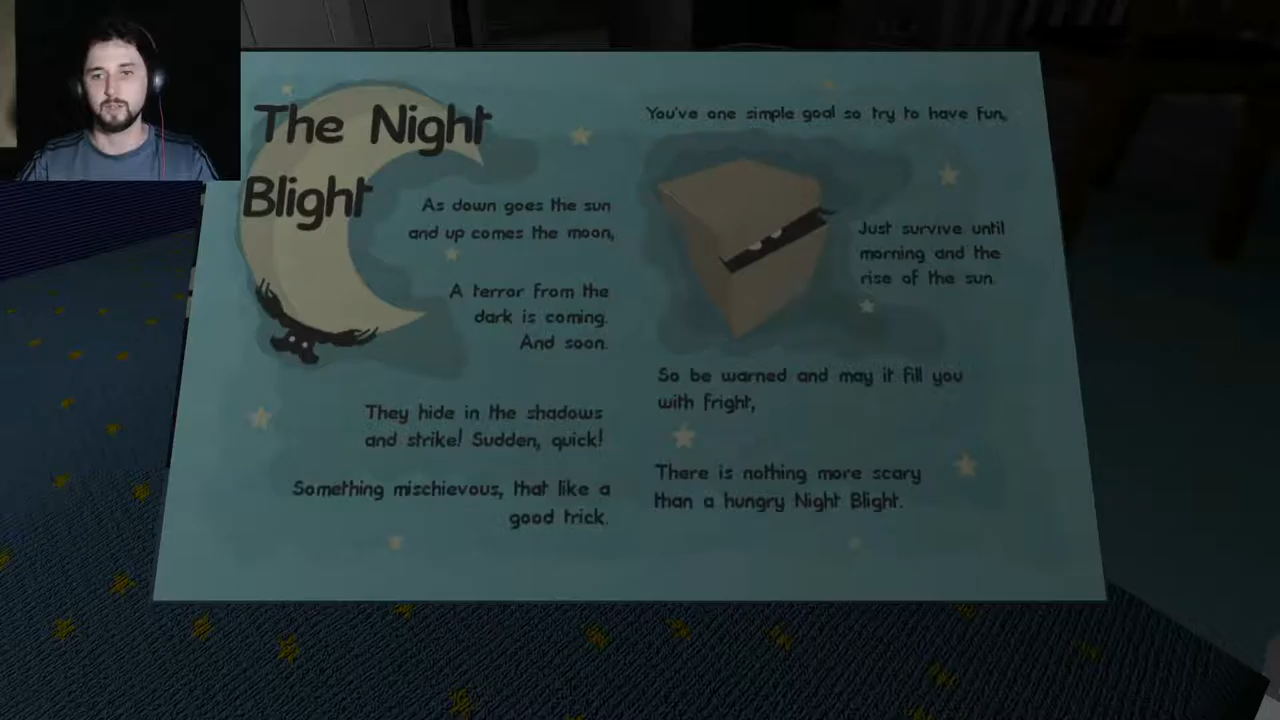 The Night
Blight
As down goes the sun
and up comes the moon,
A terror from the
dark is coming.
And soon.
They hide in the shadows
and strike! Sudden, quick!
Something mischievous, that like a
good trick.
You've one simple goal so try to have fun,
Just survive until
morning and the
rise of the sun.
So be warned and may it fill you
with fright,
There is nothing more scary
than a hungry Night Blight.